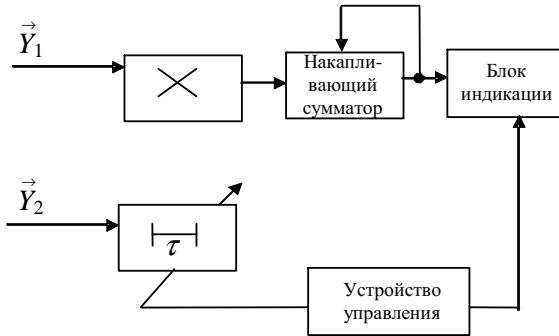 Y⃗₁
Накапли-
вающий
сумматор
Блок
индикации
Y⃗₂
τ
Устройство
управления